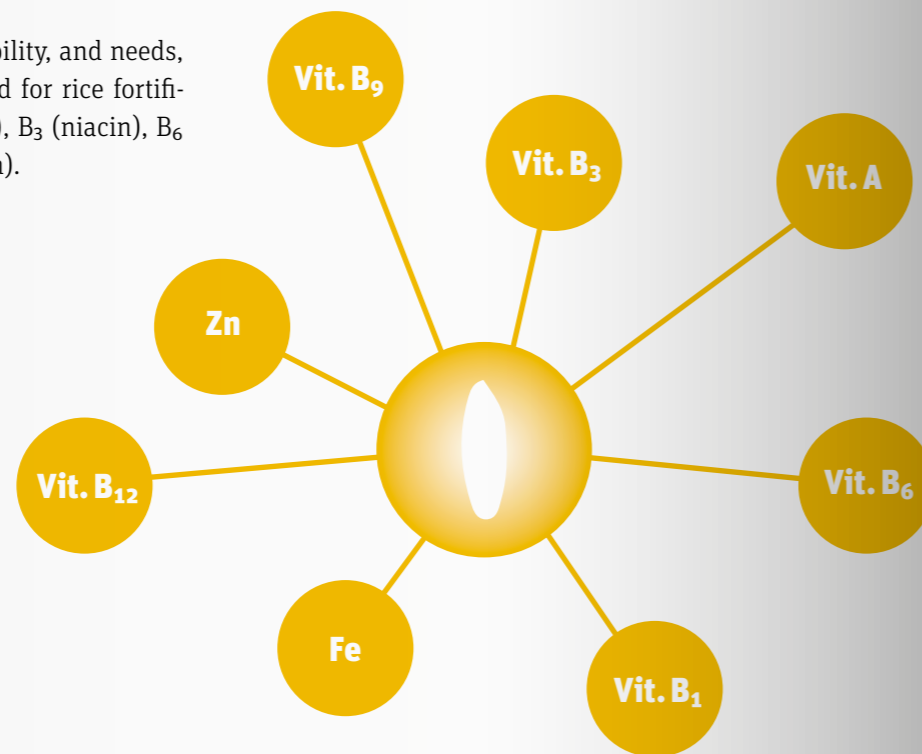 bility, and needs,
d for rice fortifi-
), B₃ (niacin), B₆
n).
Vit. B₉
Vit. B₃
Vit. A
Zn
Vit. B₁₂
Vit. B₆
Fe
Vit. B₁